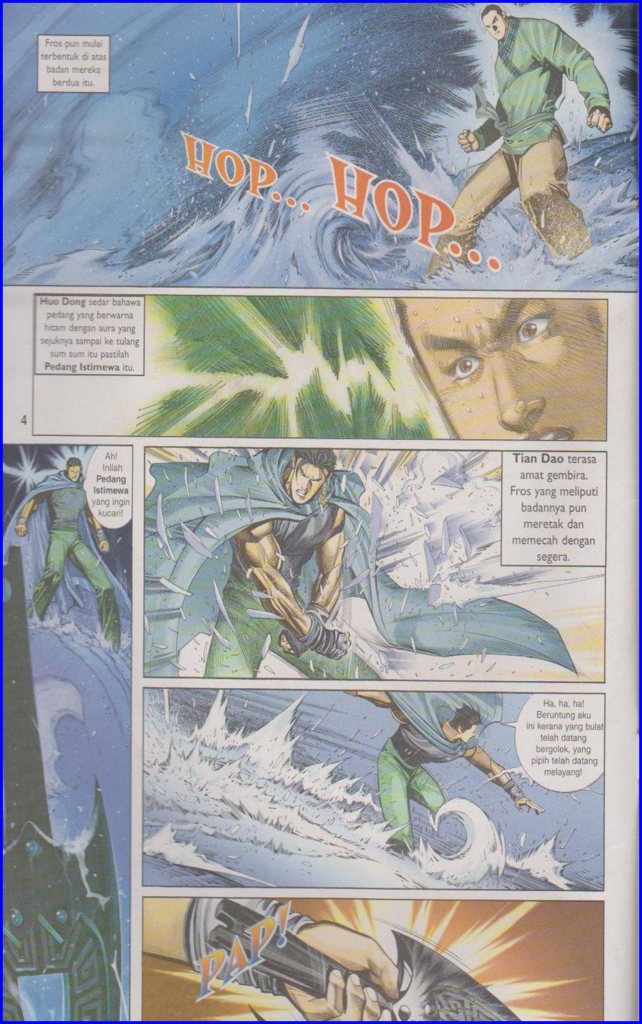 Fros pun mulai
terbentuk di atas
badan mereka
berdua itu.
HOP... HOP...
Huo Dong sedar bahawa
pedang yang berwarna
hitam dengan aura yang
sejuknya sampai ke tulang
sum sum itu pastilah
Pedang Istimewa itu.
4
Ah!
Inilah
Pedang
Istimewa
yang ingin
kucari!
Tian Dao terasa
amat gembira.
Fros yang meliputi
badannya pun
meretak dan
memecah dengan
segera.
Ha, ha, ha!
Beruntung aku
ini kerana yang bulat
telah datang
bergolek, yang
pipih telah datang
melayang!
PAP!